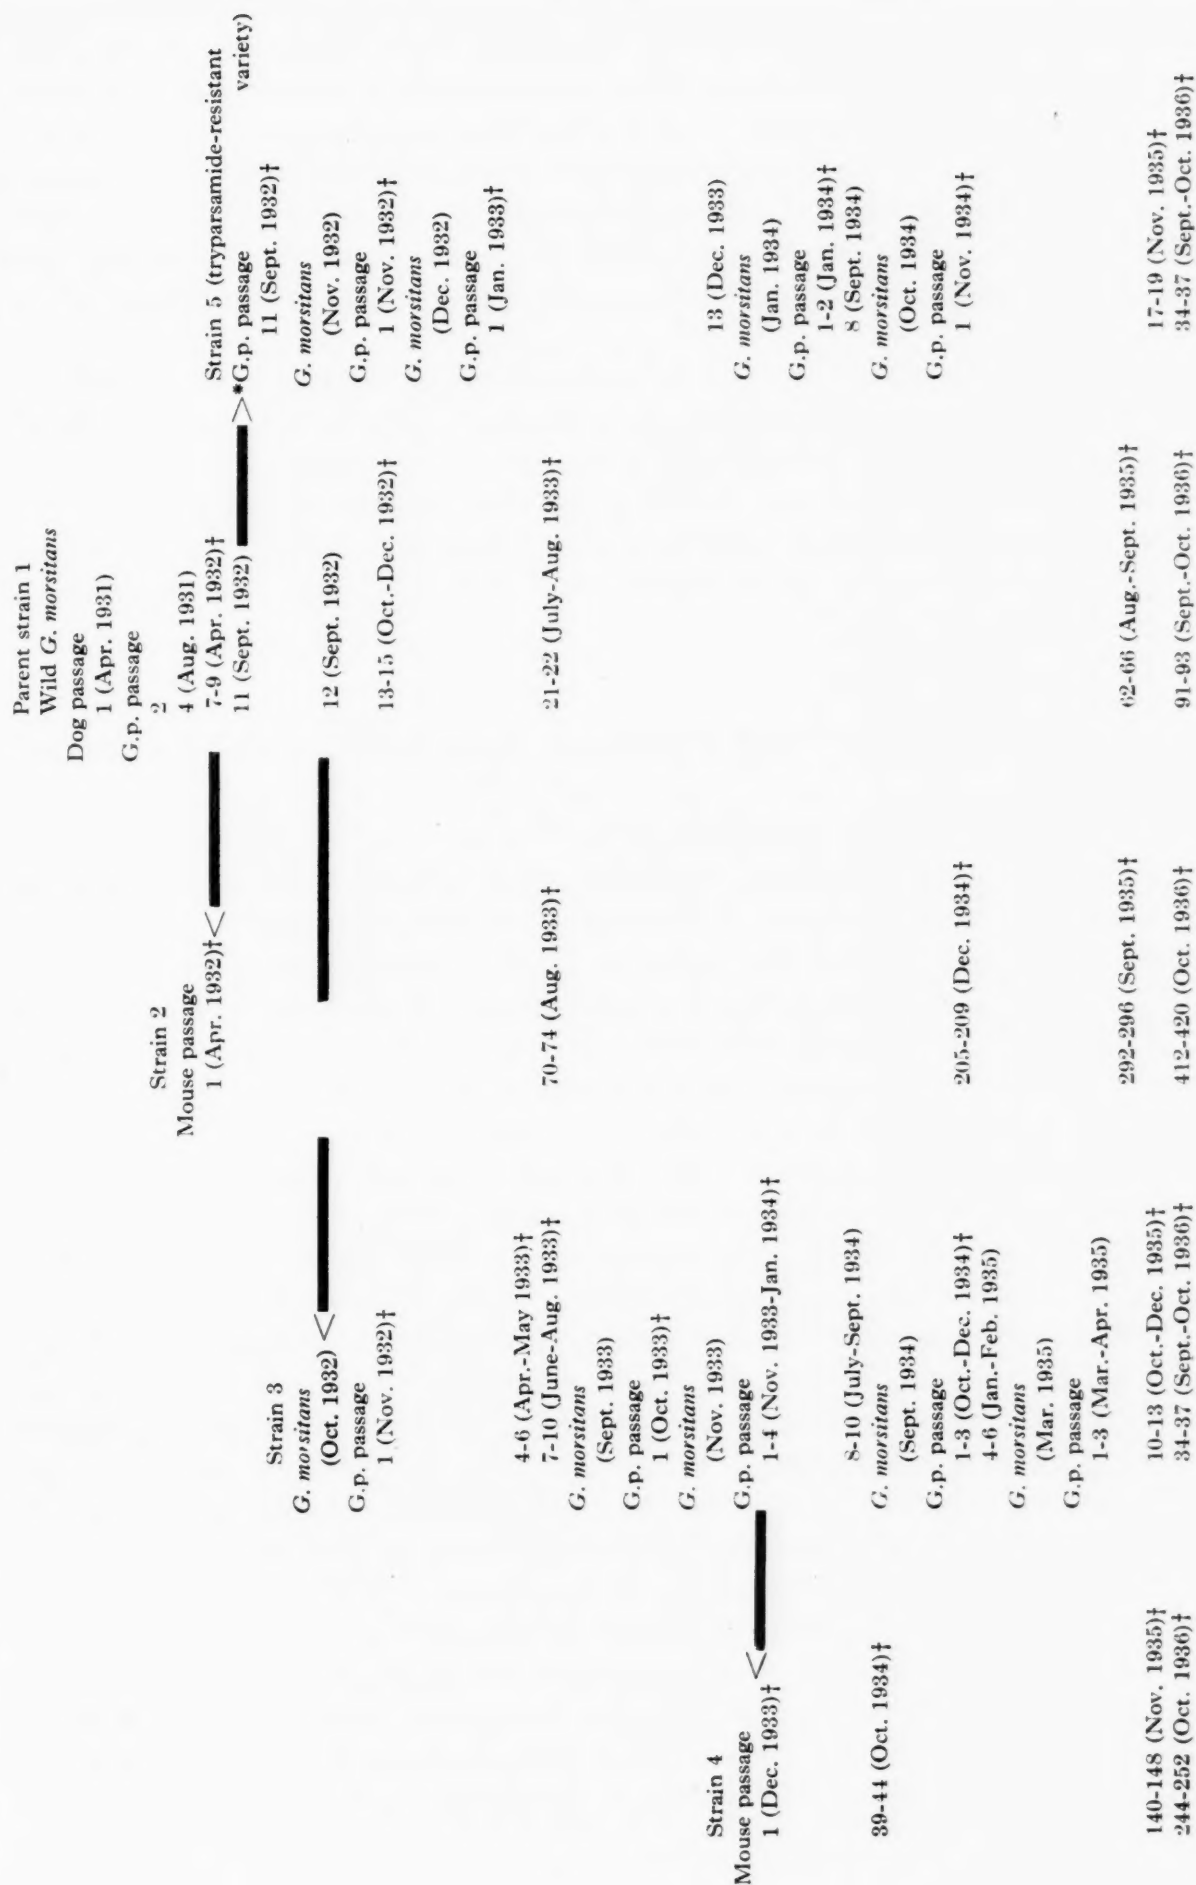 Parent strain 1
Wild G. morsitans
Dog passage
1 (Apr. 1931)
G.p. passage
2
4 (Aug. 1931)
7-9 (Apr. 1932)†
11 (Sept. 1932)
12 (Sept. 1932)
13-15 (Oct.-Dec. 1932)†
21-22 (July-Aug. 1933)†
62-66 (Aug.-Sept. 1935)†
91-93 (Sept.-Oct. 1936)†
Strain 5 (tryparsamide-resistant
variety)
*G.p. passage
11 (Sept. 1932)†
G. morsitans
(Nov. 1932)
G.p. passage
1 (Nov. 1932)†
G. morsitans
(Dec. 1932)
G.p. passage
1 (Jan. 1933)†
13 (Dec. 1933)
G. morsitans
(Jan. 1934)
G.p. passage
1-2 (Jan. 1934)†
8 (Sept. 1934)
G. morsitans
(Oct. 1934)
G.p. passage
1 (Nov. 1934)†
17-19 (Nov. 1935)†
34-37 (Sept.-Oct. 1936)†
Strain 2
Mouse passage
1 (Apr. 1932)†
70-74 (Aug. 1933)†
205-209 (Dec. 1934)†
292-296 (Sept. 1935)†
412-420 (Oct. 1936)†
Strain 3
G. morsitans
(Oct. 1932)
G.p. passage
1 (Nov. 1932)†
4-6 (Apr.-May 1933)†
7-10 (June-Aug. 1933)†
G. morsitans
(Sept. 1933)
G.p. passage
1 (Oct. 1933)†
G. morsitans
(Nov. 1933)
G.p. passage
1-4 (Nov. 1933-Jan. 1934)†
8-10 (July-Sept. 1934)
G. morsitans
(Sept. 1934)
G.p. passage
1-3 (Oct.-Dec. 1934)†
4-6 (Jan.-Feb. 1935)
G. morsitans
(Mar. 1935)
G.p. passage
1-3 (Mar.-Apr. 1935)
10-13 (Oct.-Dec. 1935)†
34-37 (Sept.-Oct. 1936)†
Strain 4
Mouse passage
1 (Dec. 1933)†
39-44 (Oct. 1934)†
140-148 (Nov. 1935)†
244-252 (Oct. 1936)†